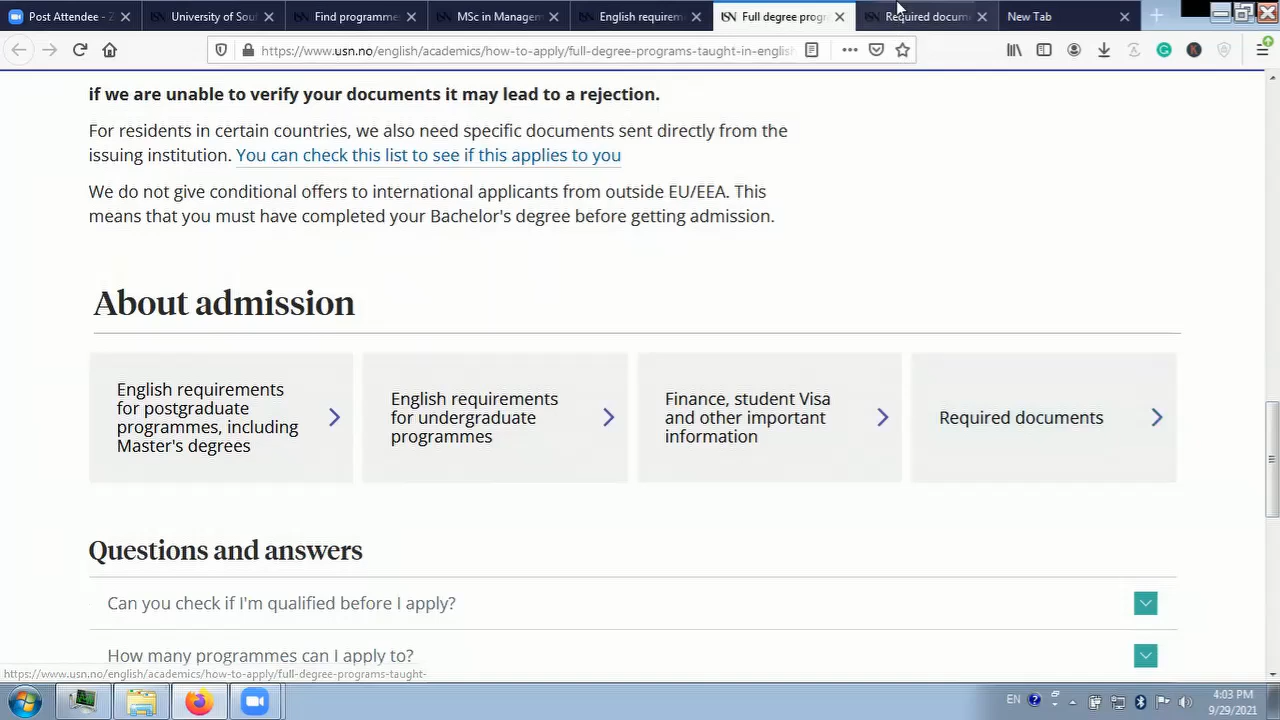 Post Attendee - Z
University of Sou
Find programme
MSc in Managem
English requirem
Full degree progr
Required docum
New Tab
https://www.usn.no/english/academics/how-to-apply/full-degree-programs-taught-in-englis
if we are unable to verify your documents it may lead to a rejection.
For residents in certain countries, we also need specific documents sent directly from the
issuing institution. You can check this list to see if this applies to you
We do not give conditional offers to international applicants from outside EU/EEA. This
means that you must have completed your Bachelor's degree before getting admission.
About admission
English requirements
for postgraduate
programmes, including
Master's degrees
English requirements
for undergraduate
programmes
Finance, student Visa
and other important
information
Required documents
Questions and answers
Can you check if I'm qualified before I apply?
How many programmes can I apply to?
https://www.usn.no/english/academics/how-to-apply/full-degree-programs-taught-
EN
4:03 PM
9/29/2021